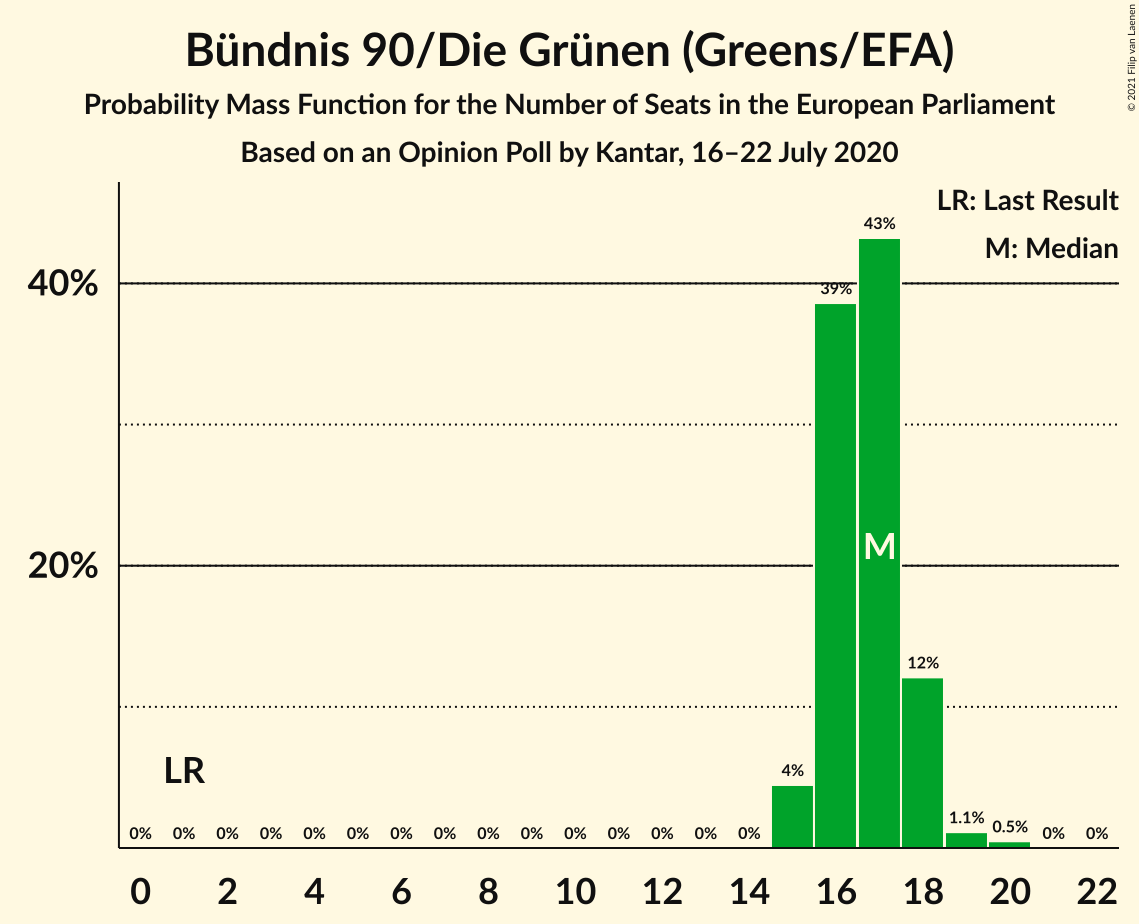 Bündnis 90/Die Grünen (Greens/EFA)
Probability Mass Function for the Number of Seats in the European Parliament
Based on an Opinion Poll by Kantar, 16–22 July 2020
© 2021 Filip van Laenen
LR: Last Result
M: Median
43%
40%
39%
M
20%
12%
LR
4%
0% 0% 0% 0% 0% 0% 0% 0% 0% 0% 0% 0% 0% 0% 0% 1.1% 0.5% 0% 0%
0 2 4 6 8 10 12 14 16 18 20 22